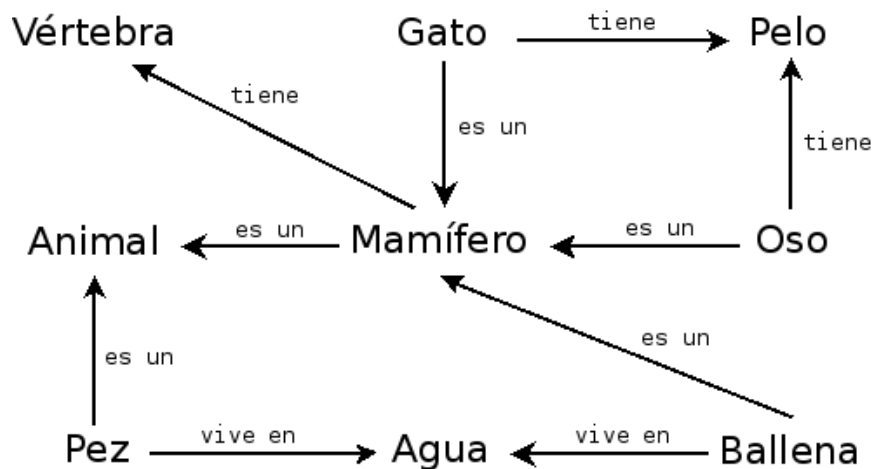 Vértebra
Gato
tiene
Pelo
tiene
es un
tiene
Animal
es un
Mamífero
es un
Oso
es un
es un
Pez
vive en
Agua
vive en
Ballena